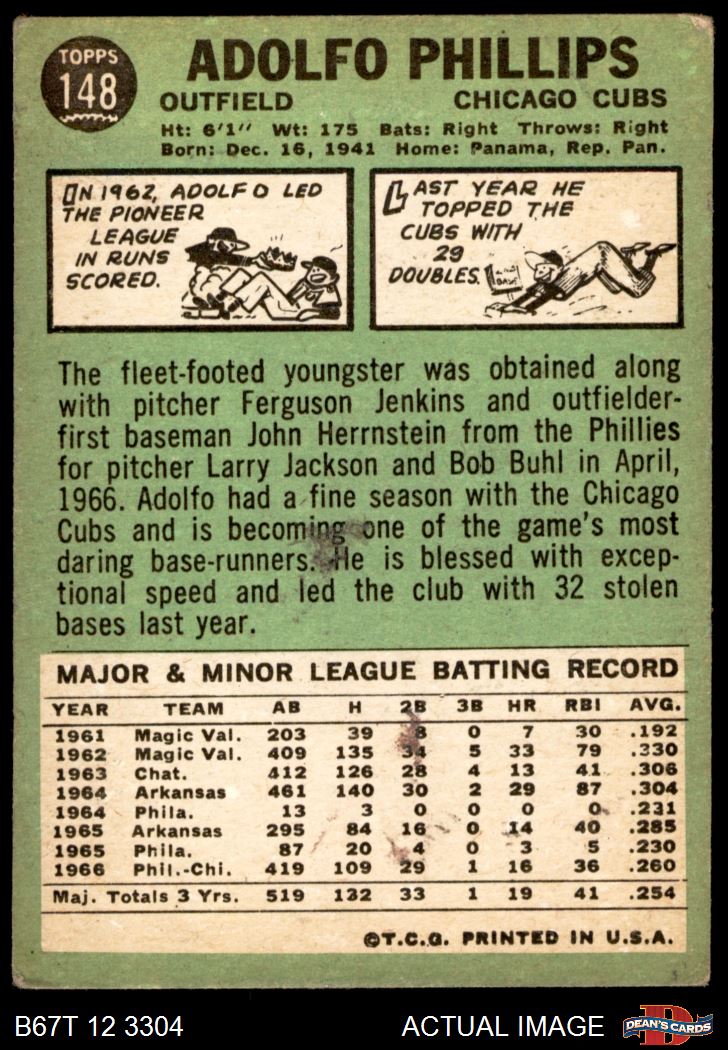 TOPPS
148
ADOLFO PHILLIPS
OUTFIELD CHICAGO CUBS
Ht: 6'1" Wt: 175 Bats: Right Throws: Right
Born: Dec. 16, 1941 Home: Panama, Rep. Pan.
IN 1962, ADOLFO LED
THE PIONEER
LEAGUE
IN RUNS
SCORED.
LAST YEAR HE
TOPPED THE
CUBS WITH
29
DOUBLES.
The fleet-footed youngster was obtained along
with pitcher Ferguson Jenkins and outfielder-
first baseman John Herrnstein from the Phillies
for pitcher Larry Jackson and Bob Buhl in April,
1966. Adolfo had a fine season with the Chicago
Cubs and is becoming one of the game's most
daring base-runners. He is blessed with excep-
tional speed and led the club with 32 stolen
bases last year.
MAJOR & MINOR LEAGUE BATTING RECORD
YEAR TEAM AB H 2B 3B HR RBI AVG.
1961 Magic Val. 203 39 8 0 7 30 .192
1962 Magic Val. 409 135 34 5 33 79 .330
1963 Chat. 412 126 28 4 13 41 .306
1964 Arkansas 461 140 30 2 29 87 .304
1964 Phila. 13 3 0 0 0 0 .231
1965 Arkansas 295 84 16 0 14 40 .285
1965 Phila. 87 20 4 0 3 5 .230
1966 Phil.-Chi. 419 109 29 1 16 36 .260
Maj. Totals 3 Yrs. 519 132 33 1 19 41 .254
©T.C.G. PRINTED IN U.S.A.
B67T 12 3304 ACTUAL IMAGE DEAN'S CARDS